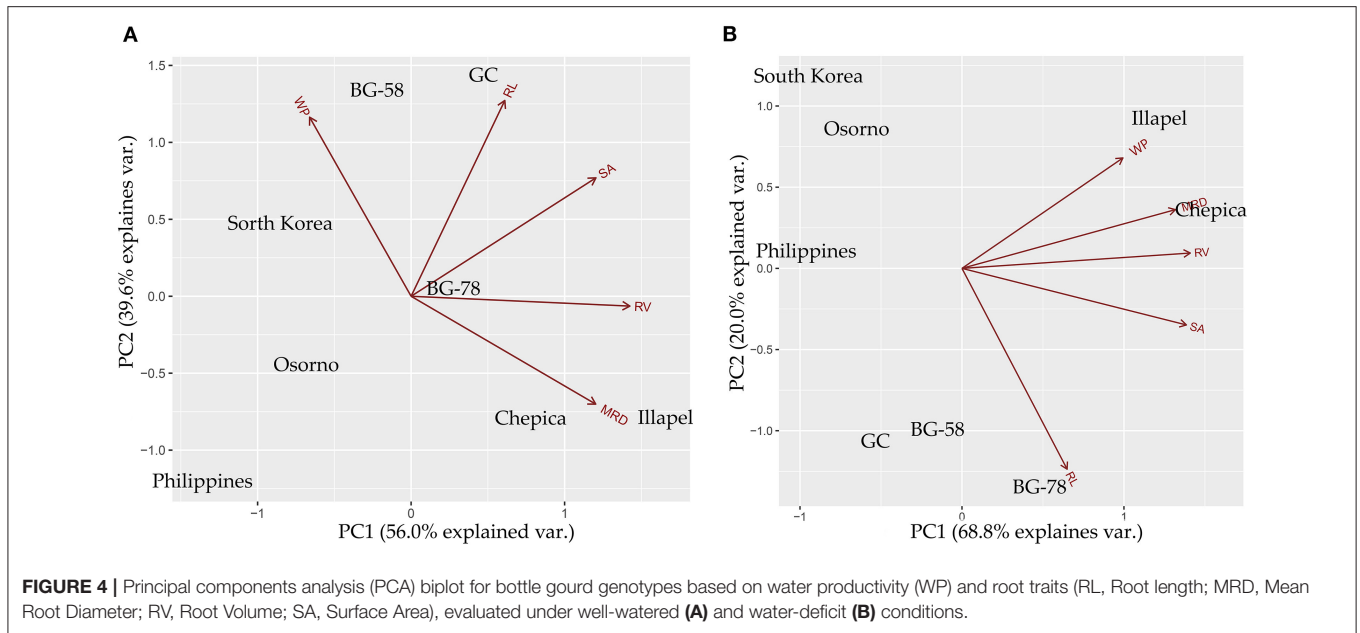 A
B
1.5
1.0
0.5
0.0
−0.5
−1.0
PC2 (39.6% explaines var.)
WP
BG-58
GC
RL
SA
Sorth Korea
BG-78
RV
Osorno
Chepica
MRD
Illapel
Philippines
−1
0
1
PC1 (56.0% explained var.)
South Korea
1.0
Osorno
Illapel
WP
0.5
MRD
Chepica
Philippines
RV
0.0
SA
−0.5
PC2 (20.0% explained var.)
−1.0
GC
BG-58
BG-78
RL
−1
0
1
PC1 (68.8% explaines var.)
FIGURE 4 | Principal components analysis (PCA) biplot for bottle gourd genotypes based on water productivity (WP) and root traits (RL, Root length; MRD, Mean
Root Diameter; RV, Root Volume; SA, Surface Area), evaluated under well-watered (A) and water-deficit (B) conditions.